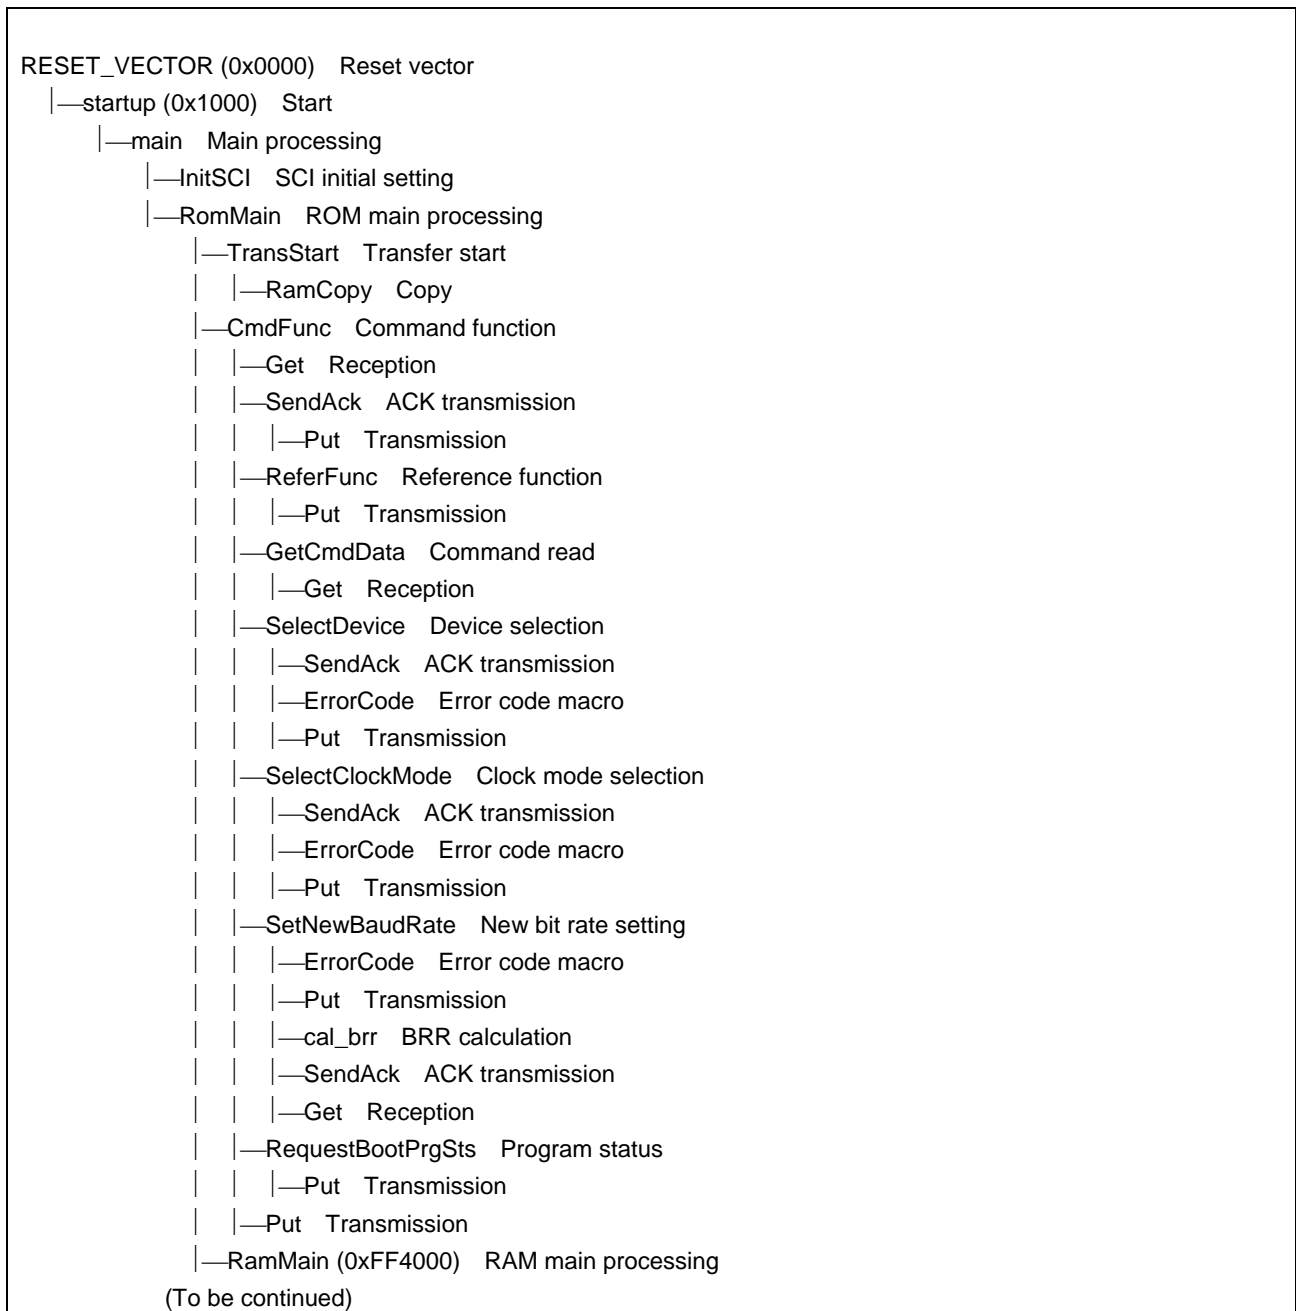 RESET_VECTOR (0x0000) Reset vector
startup (0x1000) Start
main Main processing
InitSCI SCI initial setting
RomMain ROM main processing
TransStart Transfer start
RamCopy Copy
CmdFunc Command function
Get Reception
SendAck ACK transmission
Put Transmission
ReferFunc Reference function
Put Transmission
GetCmdData Command read
Get Reception
SelectDevice Device selection
SendAck ACK transmission
ErrorCode Error code macro
Put Transmission
SelectClockMode Clock mode selection
SendAck ACK transmission
ErrorCode Error code macro
Put Transmission
SetNewBaudRate New bit rate setting
ErrorCode Error code macro
Put Transmission
cal_brr BRR calculation
SendAck ACK transmission
Get Reception
RequestBootPrgSts Program status
Put Transmission
Put Transmission
RamMain (0xFF4000) RAM main processing
(To be continued)